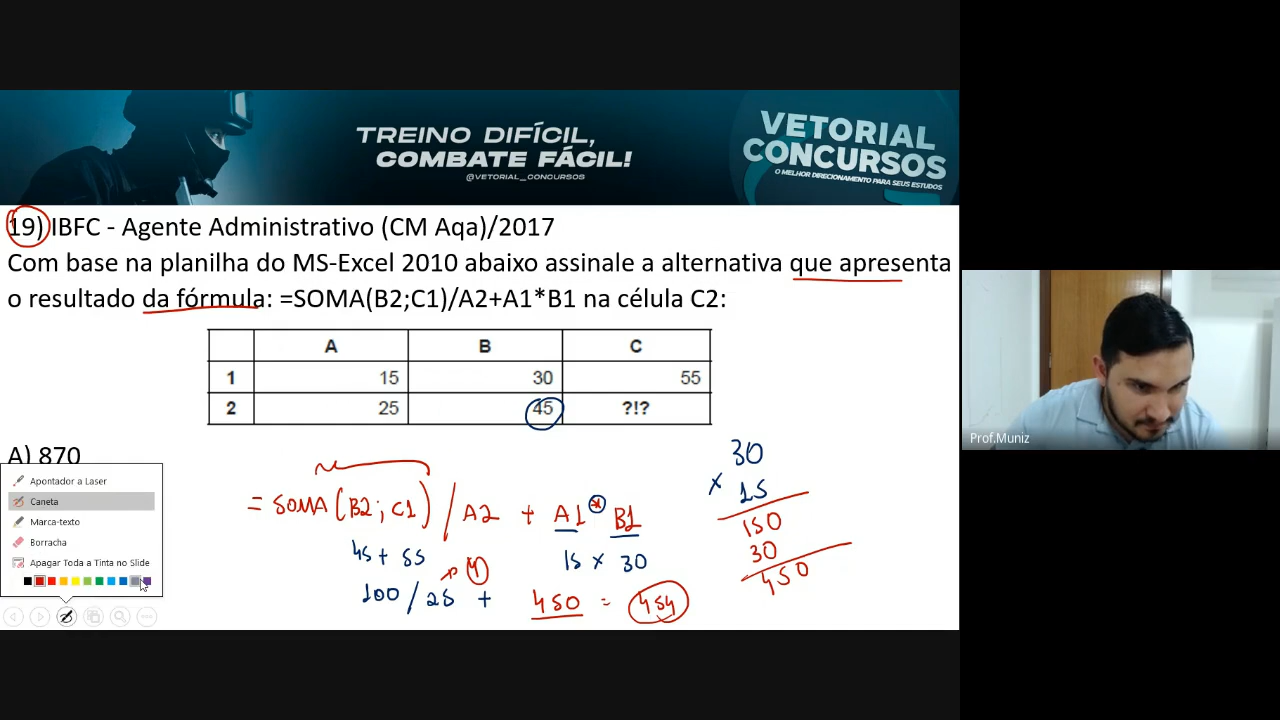 TREINO DIFÍCIL,
COMBATE FÁCIL!
@VETORIAL_CONCURSOS
VETORIAL
CONCURSOS
O MELHOR DIRECIONAMENTO PARA SEUS ESTUDOS
19) IBFC - Agente Administrativo (CM Aqa)/2017
Com base na planilha do MS-Excel 2010 abaixo assinale a alternativa que apresenta
o resultado da fórmula: =SOMA(B2;C1)/A2+A1*B1 na célula C2:
A B C
1 15 30 55
2 25 45 ?!?
A) 870
Apontador a Laser
Caneta
Marca-texto
Borracha
Apagar Toda a Tinta no Slide
= SOMA(B2;C1) / A2 + A1 * B1
45 + 55 15 x 30
100 / 25 → 4 + 450 = 454
30
x 15
150
30
450
Prof.Muniz